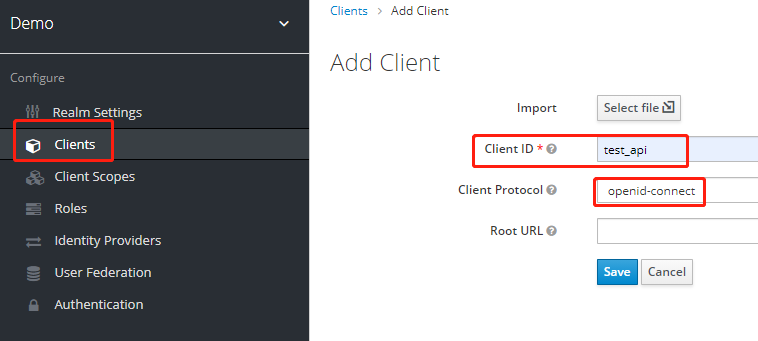 Demo
Configure
Realm Settings
Clients
Client Scopes
Roles
Identity Providers
User Federation
Authentication
Clients > Add Client
Add Client
Import Select file
Client ID * test_api
Client Protocol openid-connect
Root URL
Save Cancel